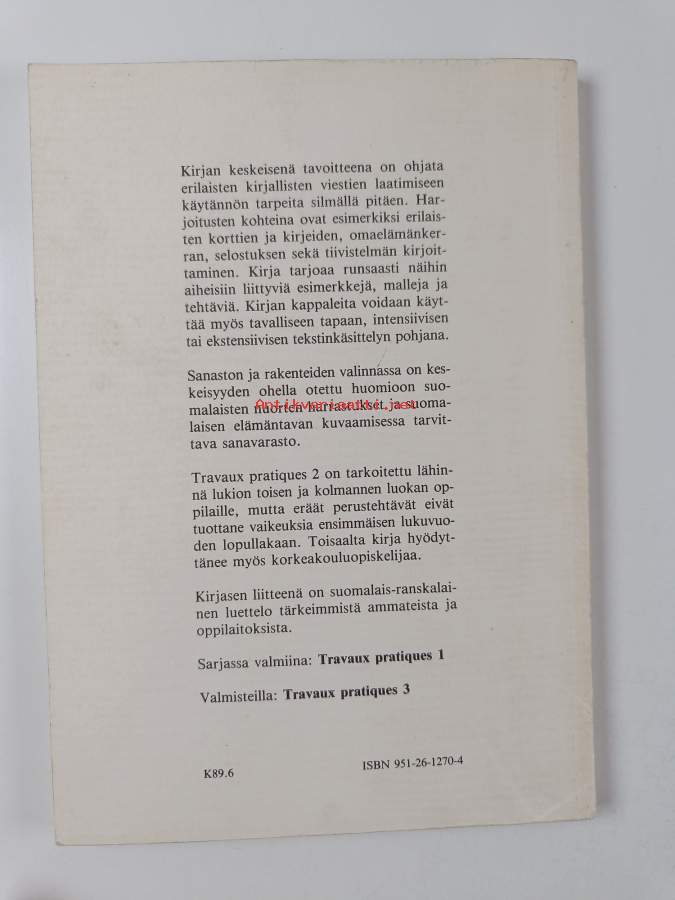 Kirjan keskeisenä tavoitteena on ohjata
erilaisten kirjallisten viestien laatimiseen
käytännön tarpeita silmällä pitäen. Har-
joitusten kohteina ovat esimerkiksi erilais-
ten korttien ja kirjeiden, omaelämänker-
ran, selostuksen sekä tiivistelmän kirjoit-
taminen. Kirja tarjoaa runsaasti näihin
aiheisiin liittyviä esimerkkejä, malleja ja
tehtäviä. Kirjan kappaleita voidaan käyt-
tää myös tavalliseen tapaan, intensiivisen
tai ekstensiivisen tekstinkäsittelyn pohjana.
Sanaston ja rakenteiden valinnassa on kes-
keisyyden ohella otettu huomioon suo-
malaisten nuorten harrastukset ja suoma-
Antikvariaatti.net
laisen elämäntavan kuvaamisessa tarvit-
tava sanavarasto.
Travaux pratiques 2 on tarkoitettu lähin-
nä lukion toisen ja kolmannen luokan op-
pilaille, mutta eräät perustehtävät eivät
tuottane vaikeuksia ensimmäisen lukuvuo-
den lopullakaan. Toisaalta kirja hyödyt-
tänee myös korkeakouluopiskelijaa.
Kirjasen liitteenä on suomalais-ranskalai-
nen luettelo tärkeimmistä ammateista ja
oppilaitoksista.
Sarjassa valmiina: Travaux pratiques 1
Valmisteilla: Travaux pratiques 3
K89.6
ISBN 951-26-1270-4